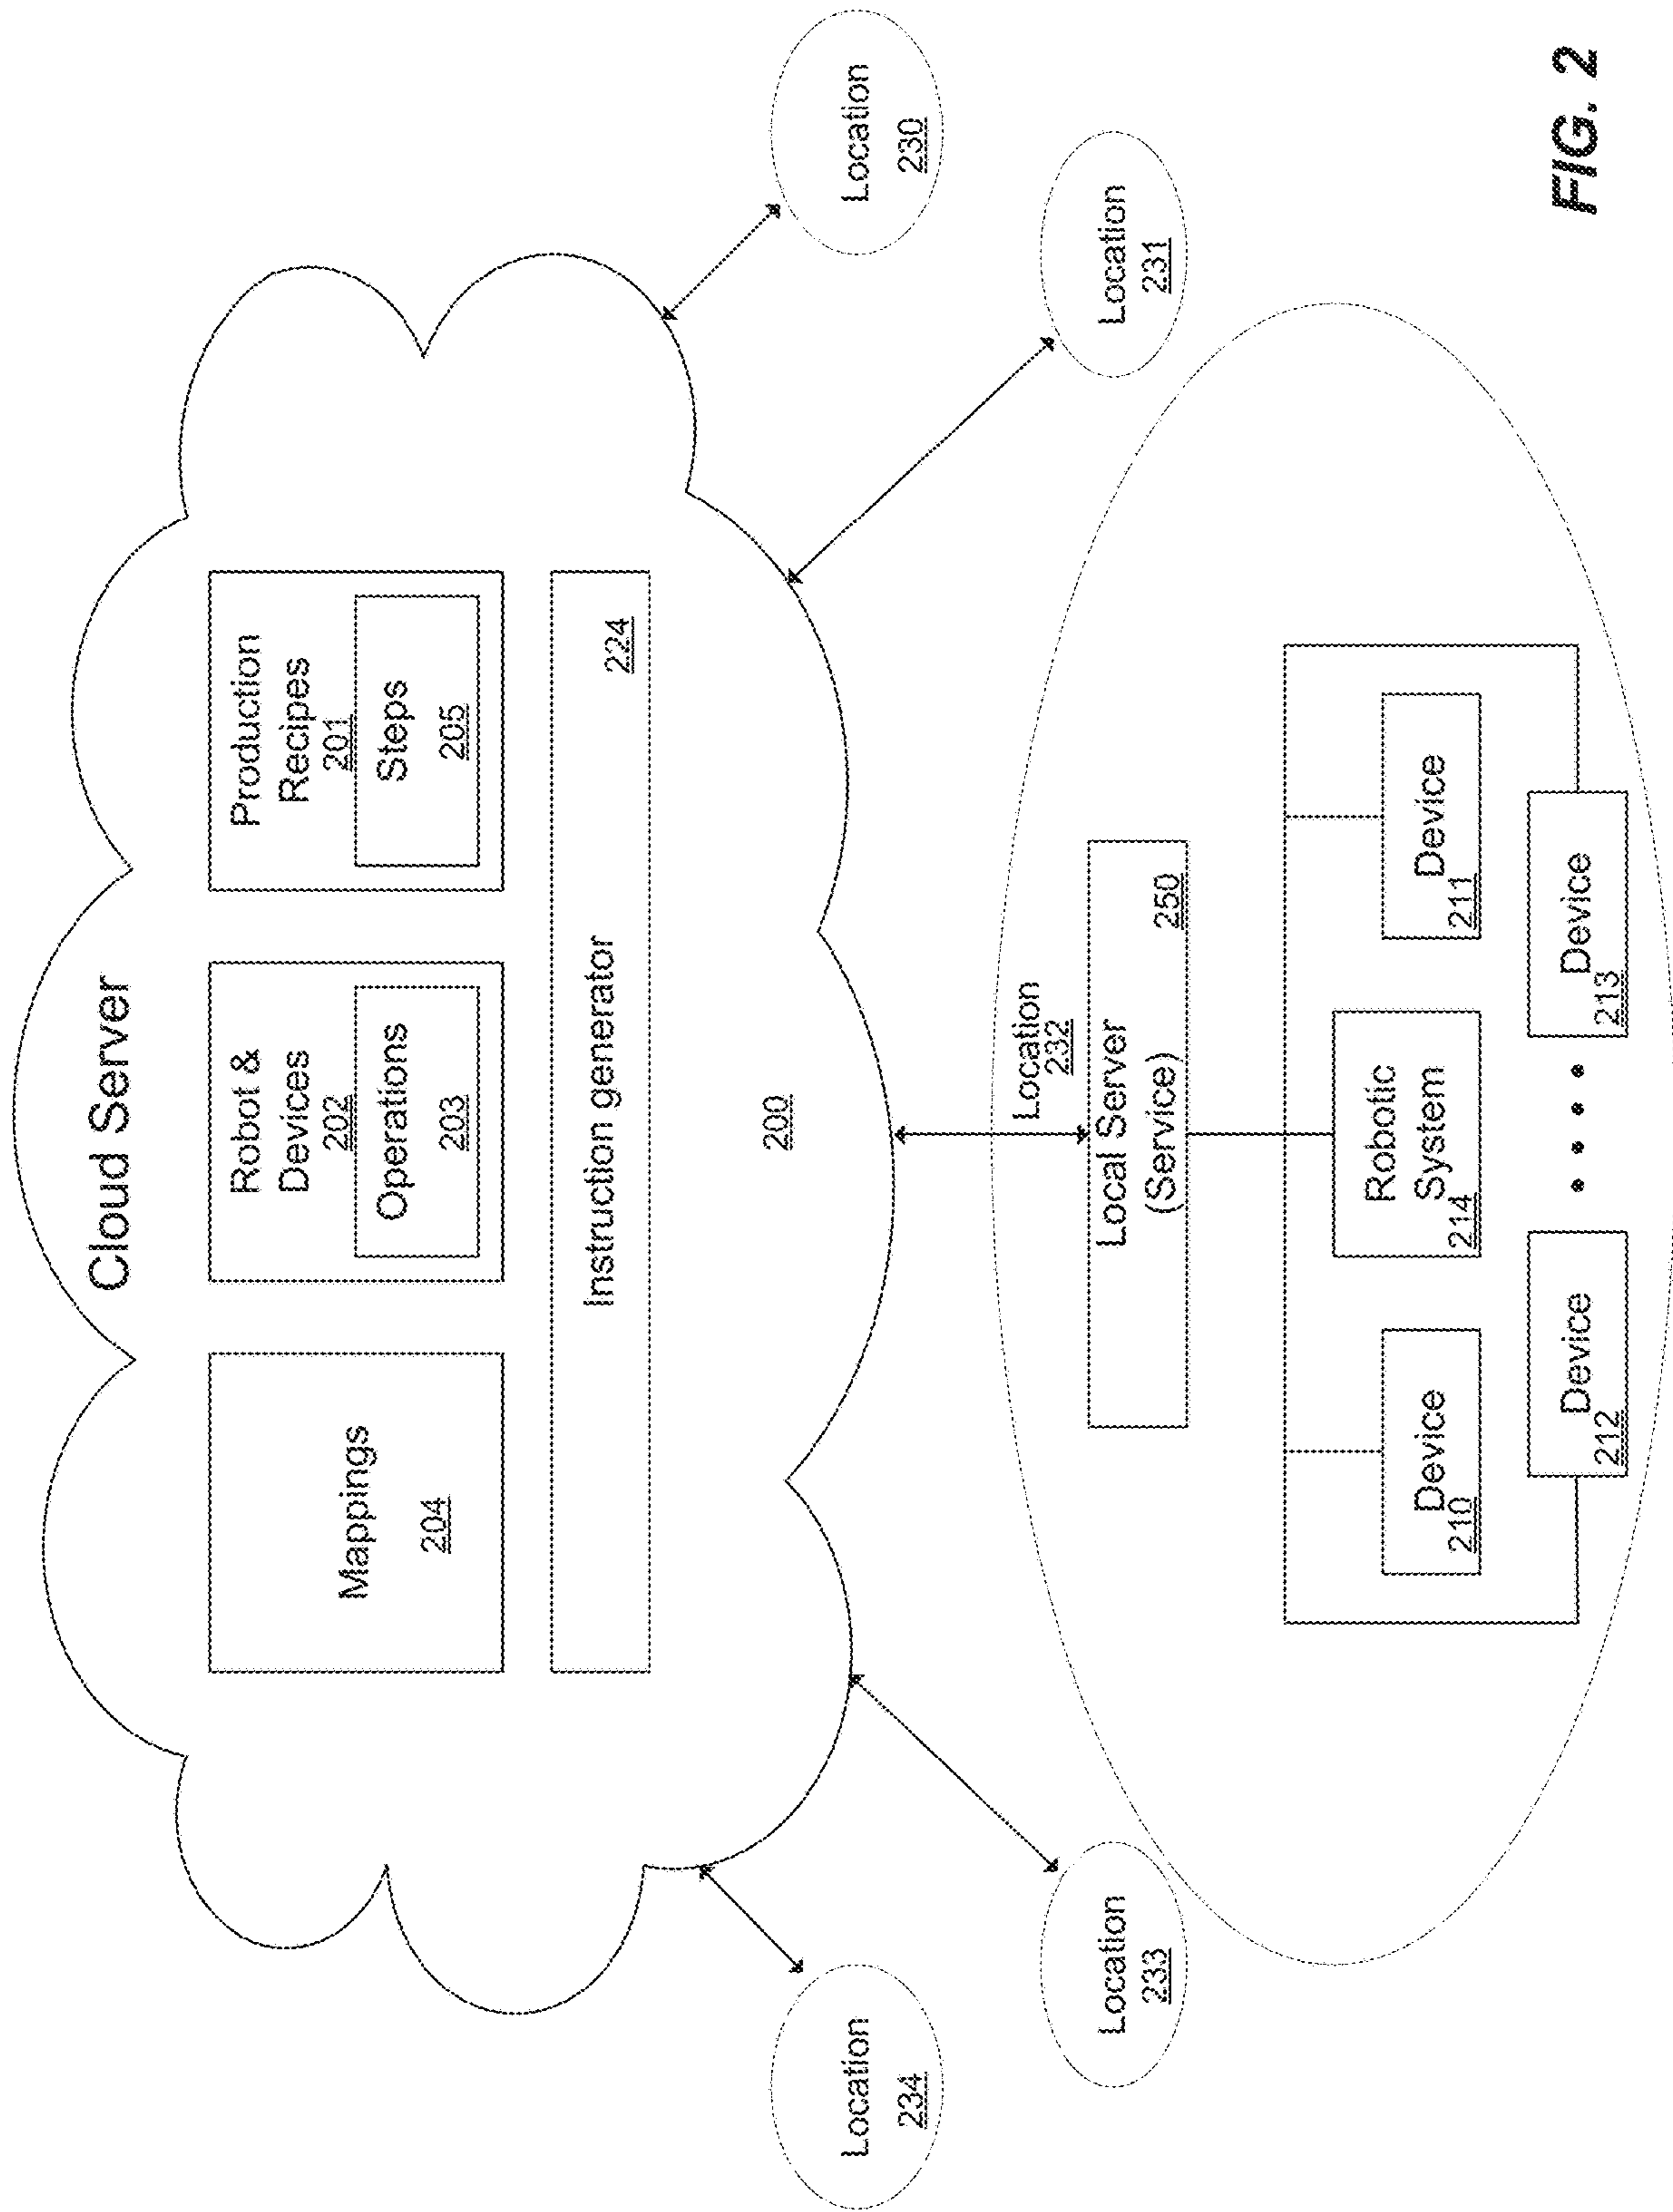 Cloud Server
Mappings
204
Robot &
Devices
202
Operations
203
Production
Recipes
201
Steps
205
Instruction generator
224
200
Location
234
Location
233
Location
232
Location
231
Location
230
Local Server
(Service)
250
Device
210
Robotic
System
214
Device
211
Device
212
Device
213
FIG. 2